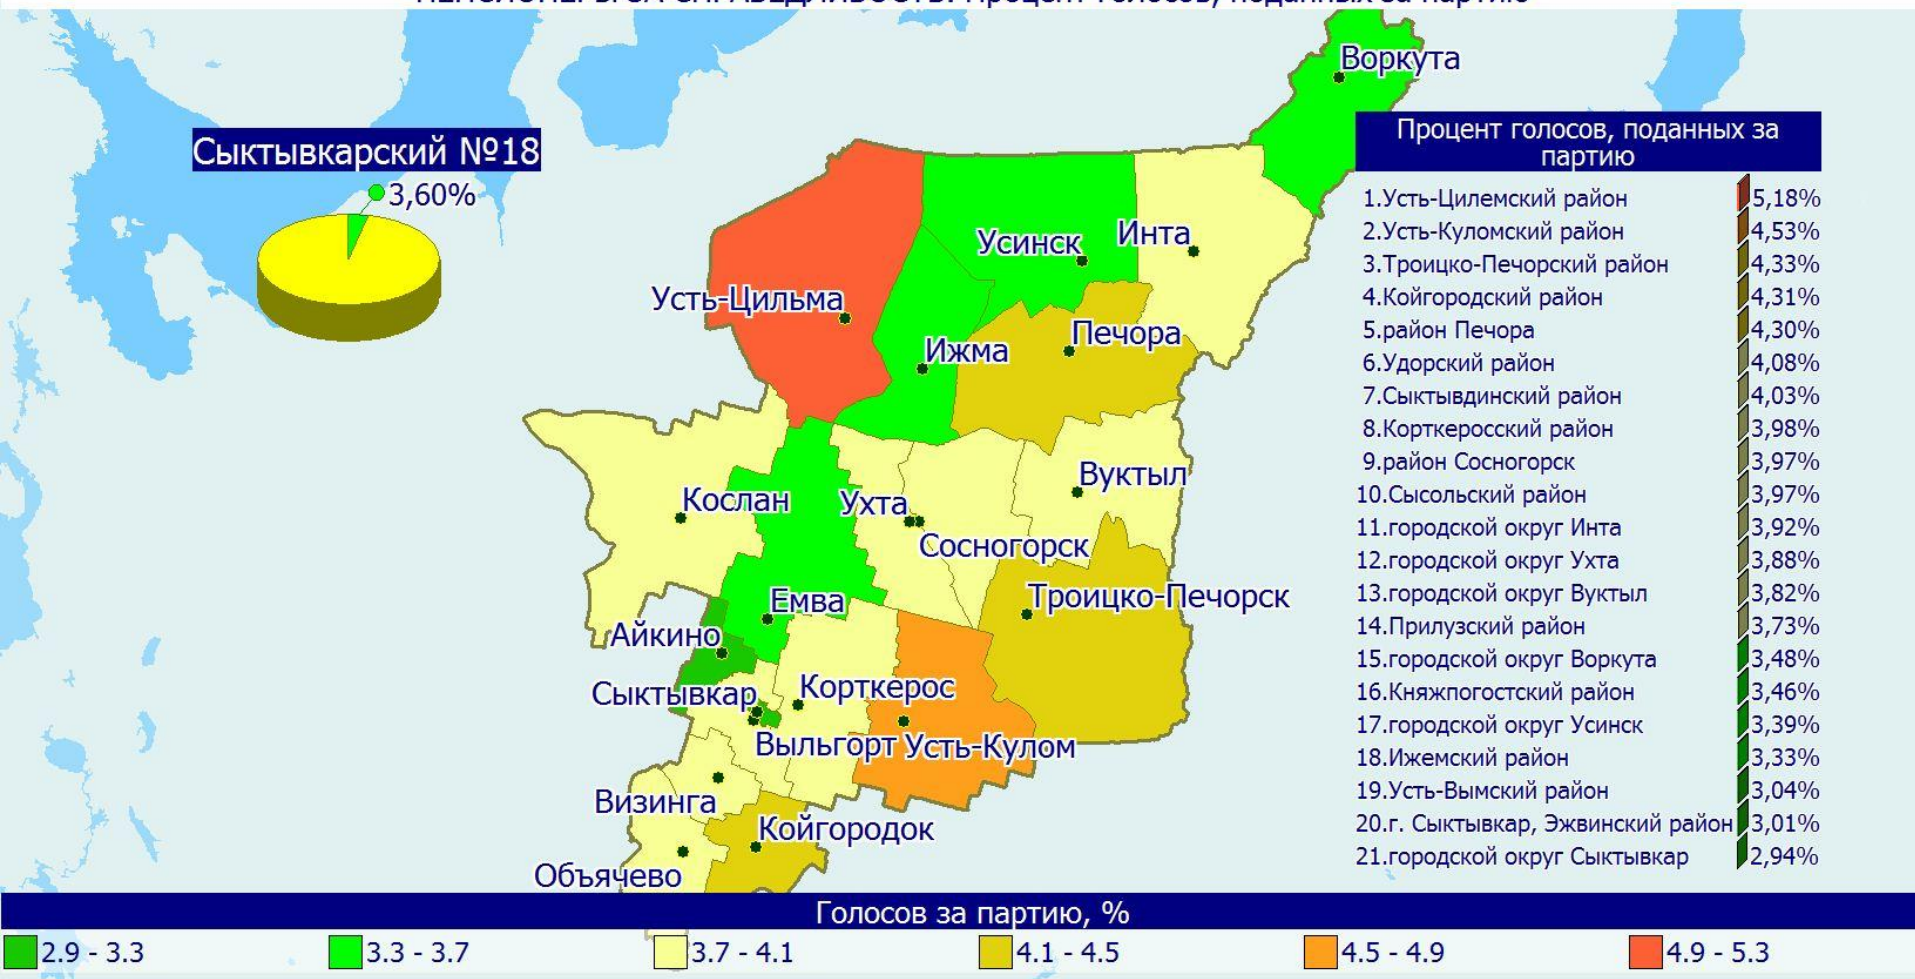 Сыктывкарский №18
3,60%
Воркута
Усинск
Инта
Усть-Цильма
Ижма
Печора
Кослан
Ухта
Вуктыл
Сосногорск
Емва
Троицко-Печорск
Айкино
Сыктывкар
Корткерос
Выльгорт
Усть-Кулом
Визинга
Койгородок
Объячево
Процент голосов, поданных за
партию
1.Усть-Цилемский район 5,18%
2.Усть-Куломский район 4,53%
3.Троицко-Печорский район 4,33%
4.Койгородский район 4,31%
5.район Печора 4,30%
6.Удорский район 4,08%
7.Сыктывдинский район 4,03%
8.Корткеросский район 3,98%
9.район Сосногорск 3,97%
10.Сысольский район 3,97%
11.городской округ Инта 3,92%
12.городской округ Ухта 3,88%
13.городской округ Вуктыл 3,82%
14.Прилузский район 3,73%
15.городской округ Воркута 3,48%
16.Княжпогостский район 3,46%
17.городской округ Усинск 3,39%
18.Ижемский район 3,33%
19.Усть-Вымский район 3,04%
20.г. Сыктывкар, Эжвинский район 3,01%
21.городской округ Сыктывкар 2,94%
Голосов за партию, %
2.9 - 3.3
3.3 - 3.7
3.7 - 4.1
4.1 - 4.5
4.5 - 4.9
4.9 - 5.3